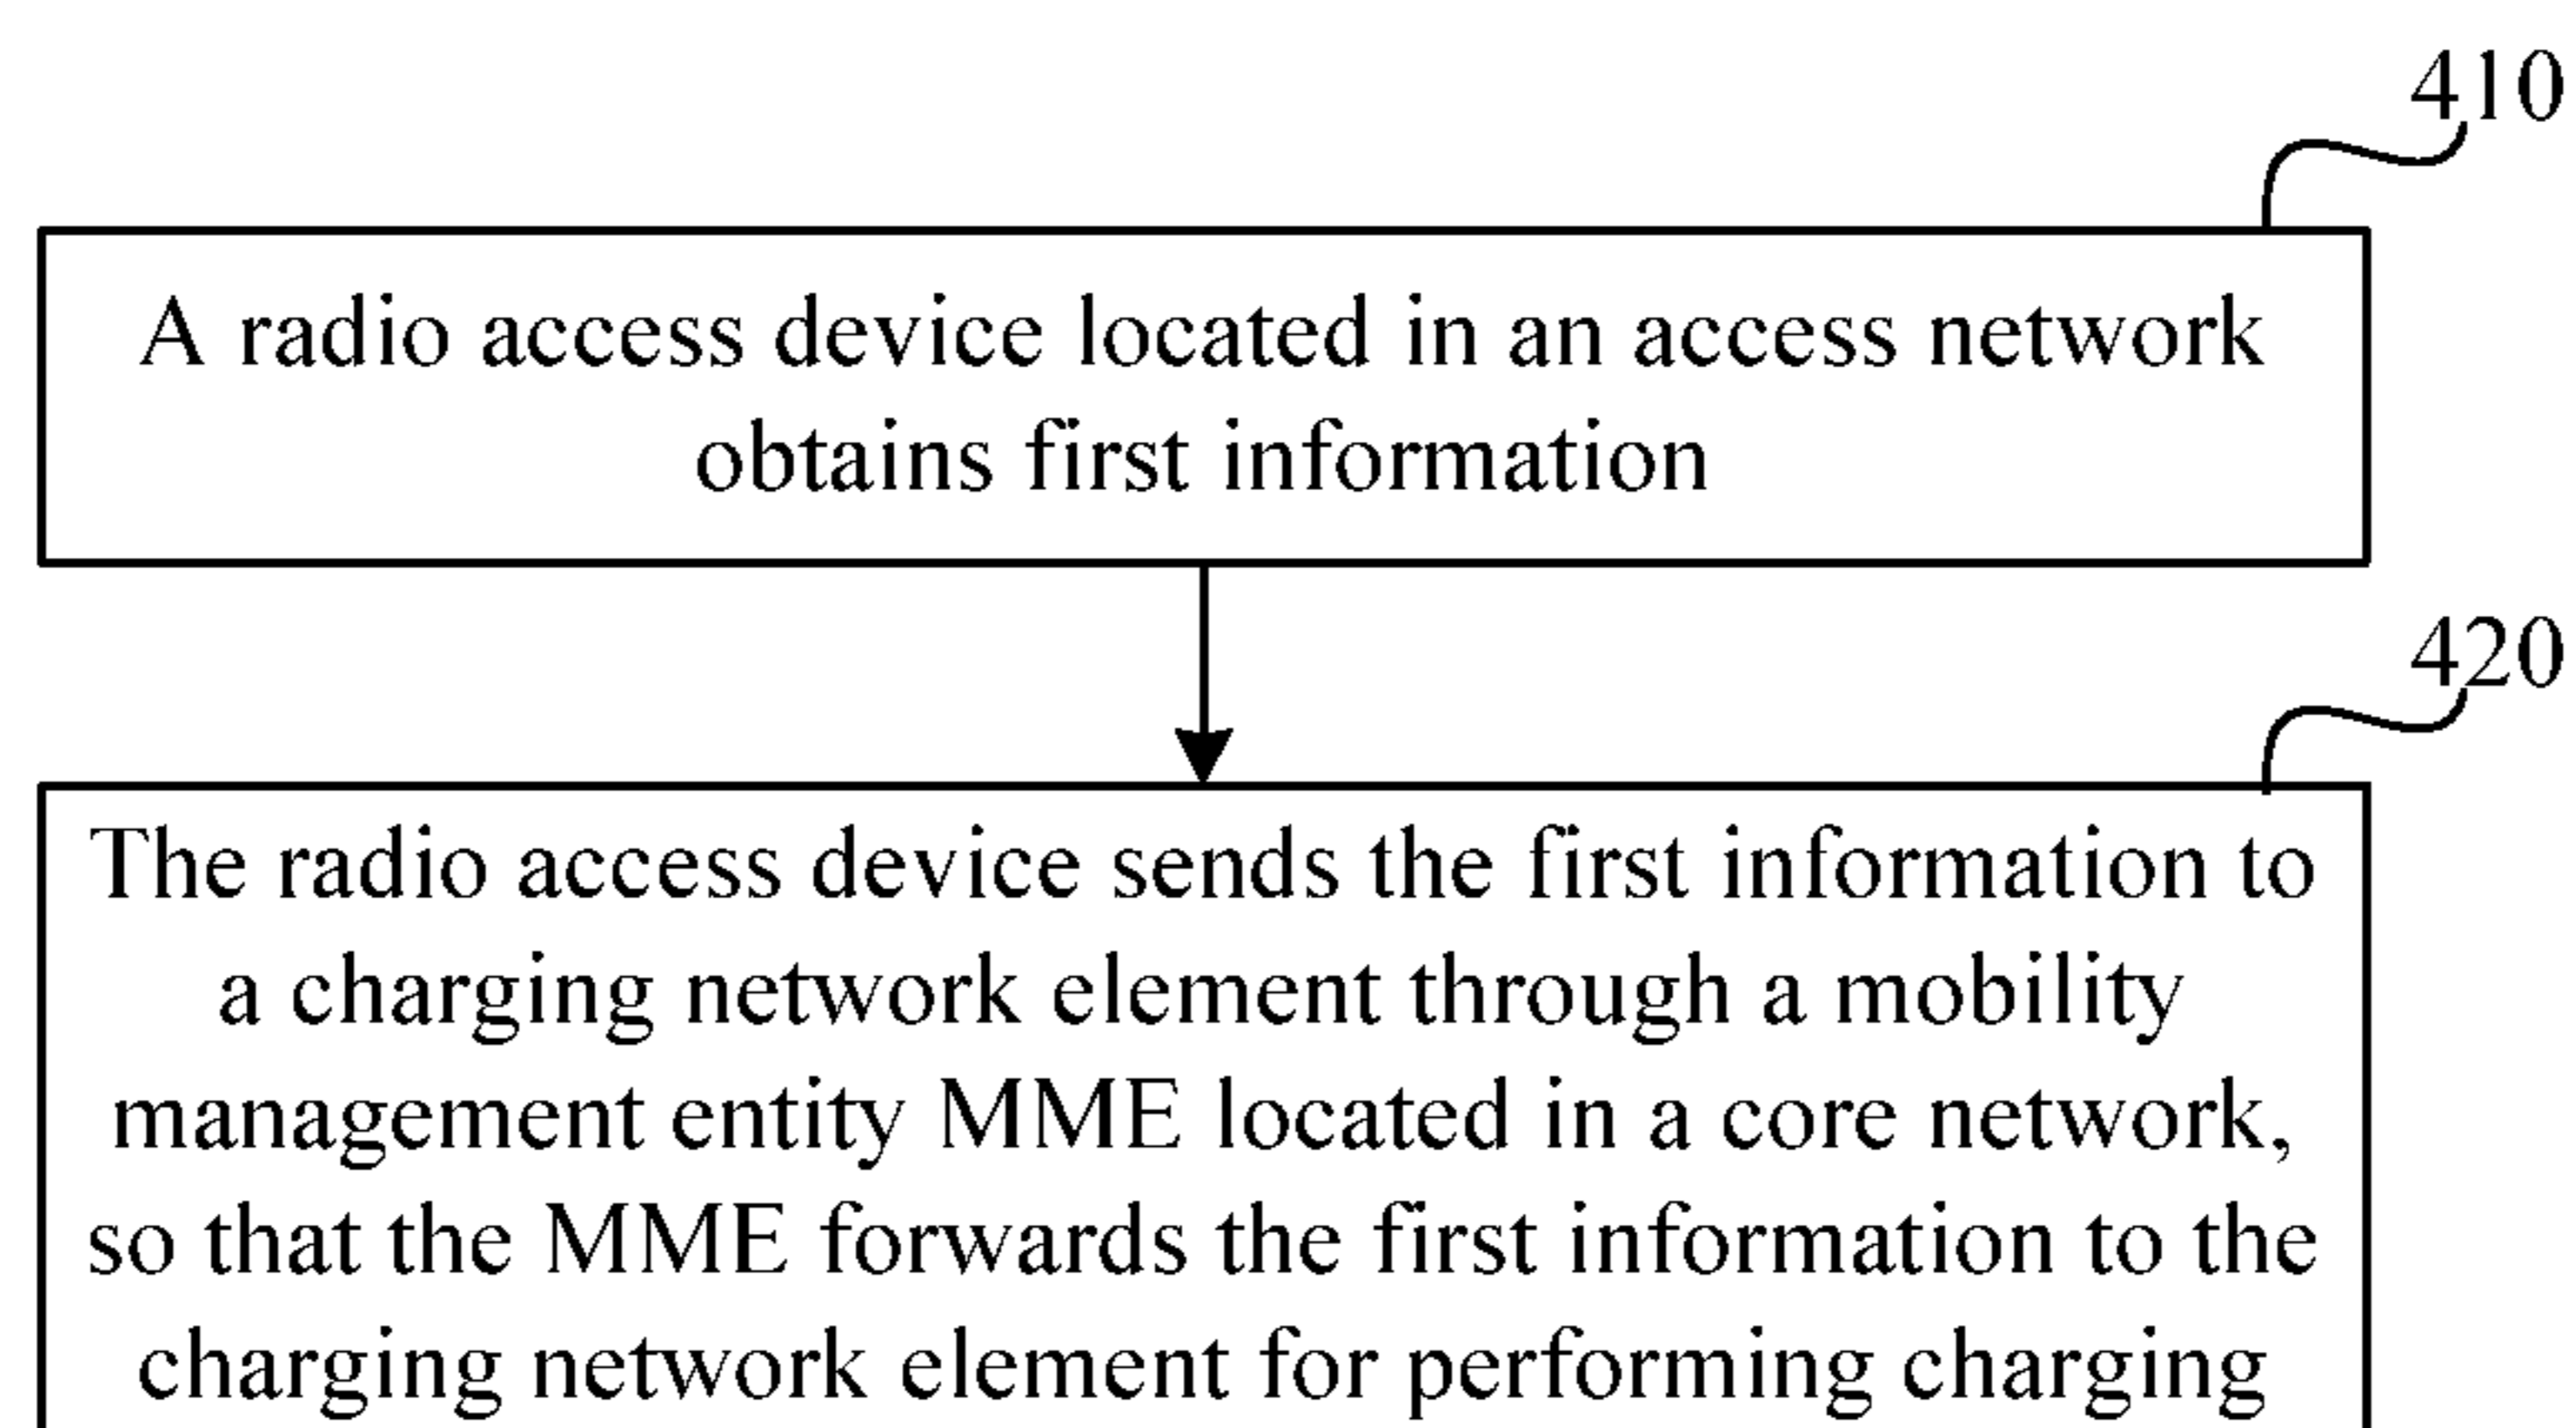 410
A radio access device located in an access network
obtains first information
420
The radio access device sends the first information to
a charging network element through a mobility
management entity MME located in a core network,
so that the MME forwards the first information to the
charging network element for performing charging